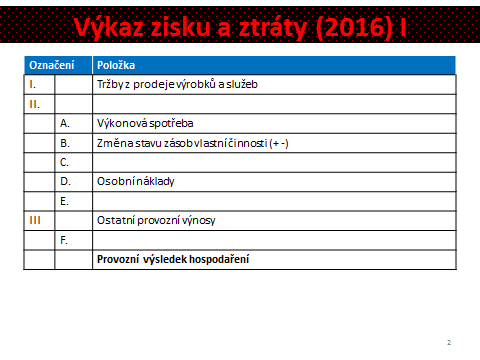 Výkaz zisku a ztráty (2016) I
Označení Položka
I. Tržby z prodeje výrobků a služeb
II.
A. Výkonová spotřeba
B. Změna stavu zásob vlastní činnosti (+ -)
C.
D. Osobní náklady
E.
III Ostatní provozní výnosy
F.
Provozní výsledek hospodaření
2